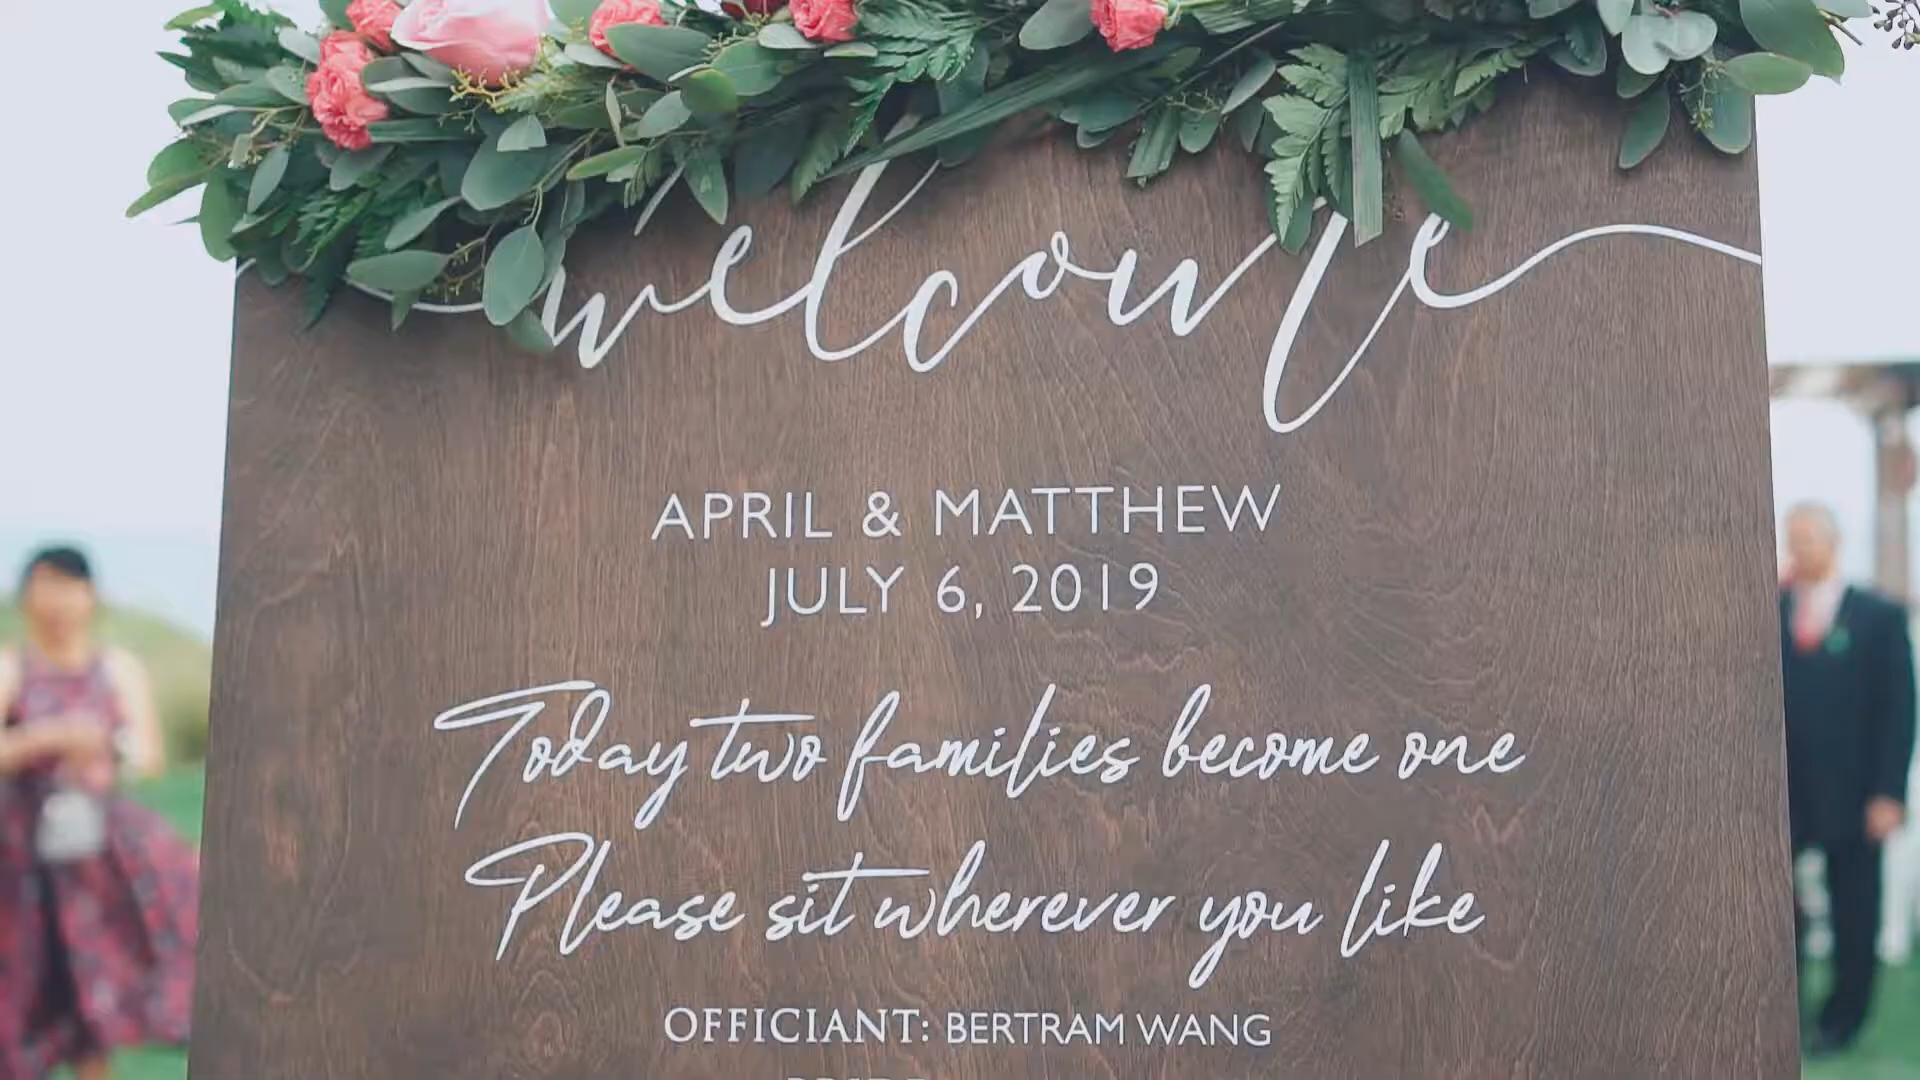 welcome
APRIL & MATTHEW
JULY 6, 2019
Today two families become one
Please sit wherever you like
OFFICIANT: BERTRAM WANG